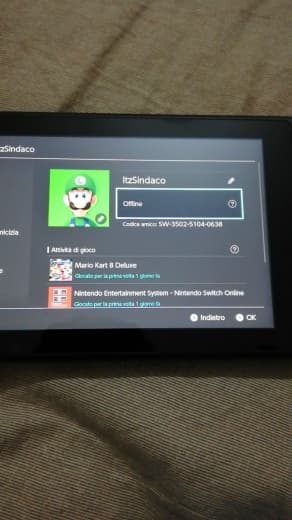 tzSindaco
ItzSindaco
Offline
Codice amico: SW-3502-5104-0638
micizia
Attività di gioco
Mario Kart 8 Deluxe
Giocato per la prima volta 1 giorno fa
e
Nintendo Entertainment System - Nintendo Switch Online
Giocato per la prima volta 1 giorno fa
Indietro
OK